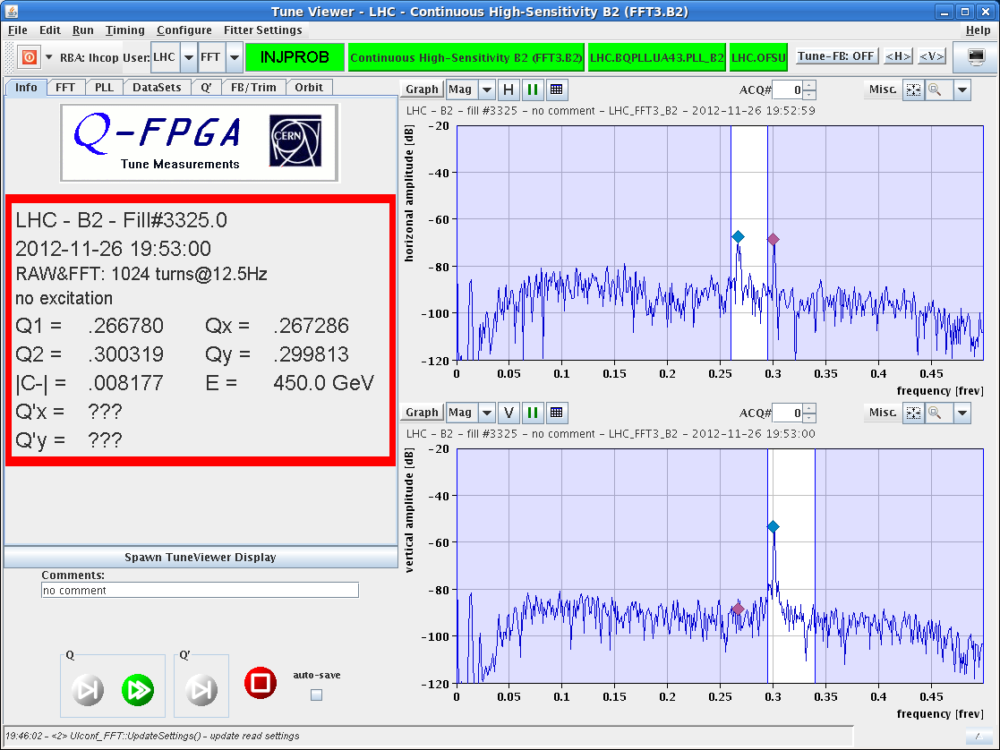 Tune Viewer - LHC - Continuous High-Sensitivity B2 (FFT3.B2)
File Edit Run Timing Configure Fitter Settings Help
RBA: lhcop User: LHC FFT INJPROB Continuous High-Sensitivity B2 (FFT3.B2) LHC.BQPLL.UA43.PLL_B2 LHC.OFSU Tune-FB: OFF <H> <V>
Info FFT PLL DataSets Q' FB/Trim Orbit
Q-FPGA
Tune Measurements
CERN
LHC - B2 - Fill#3325.0
2012-11-26 19:53:00
RAW&FFT: 1024 turns@12.5Hz
no excitation
Q1 = .266780 Qx = .267286
Q2 = .300319 Qy = .299813
|C-| = .008177 E = 450.0 GeV
Q'x = ???
Q'y = ???
Spawn TuneViewer Display
Comments:
no comment
Q
Q'
auto-save
19:46:02 - <2> UIconf_FFT::UpdateSettings() - update read settings
Graph Mag H ACQ# 0 Misc.
LHC - B2 - fill #3325 - no comment - LHC_FFT3_B2 - 2012-11-26 19:52:59
horizonal amplitude [dB]
-20
-40
-60
-80
-100
-120
0 0.05 0.1 0.15 0.2 0.25 0.3 0.35 0.4 0.45
frequency [frev]
Graph Mag V ACQ# 0 Misc.
LHC - B2 - fill #3325 - no comment - LHC_FFT3_B2 - 2012-11-26 19:53:00
vertical amplitude [dB]
-20
-40
-60
-80
-100
-120
0 0.05 0.1 0.15 0.2 0.25 0.3 0.35 0.4 0.45
frequency [frev]